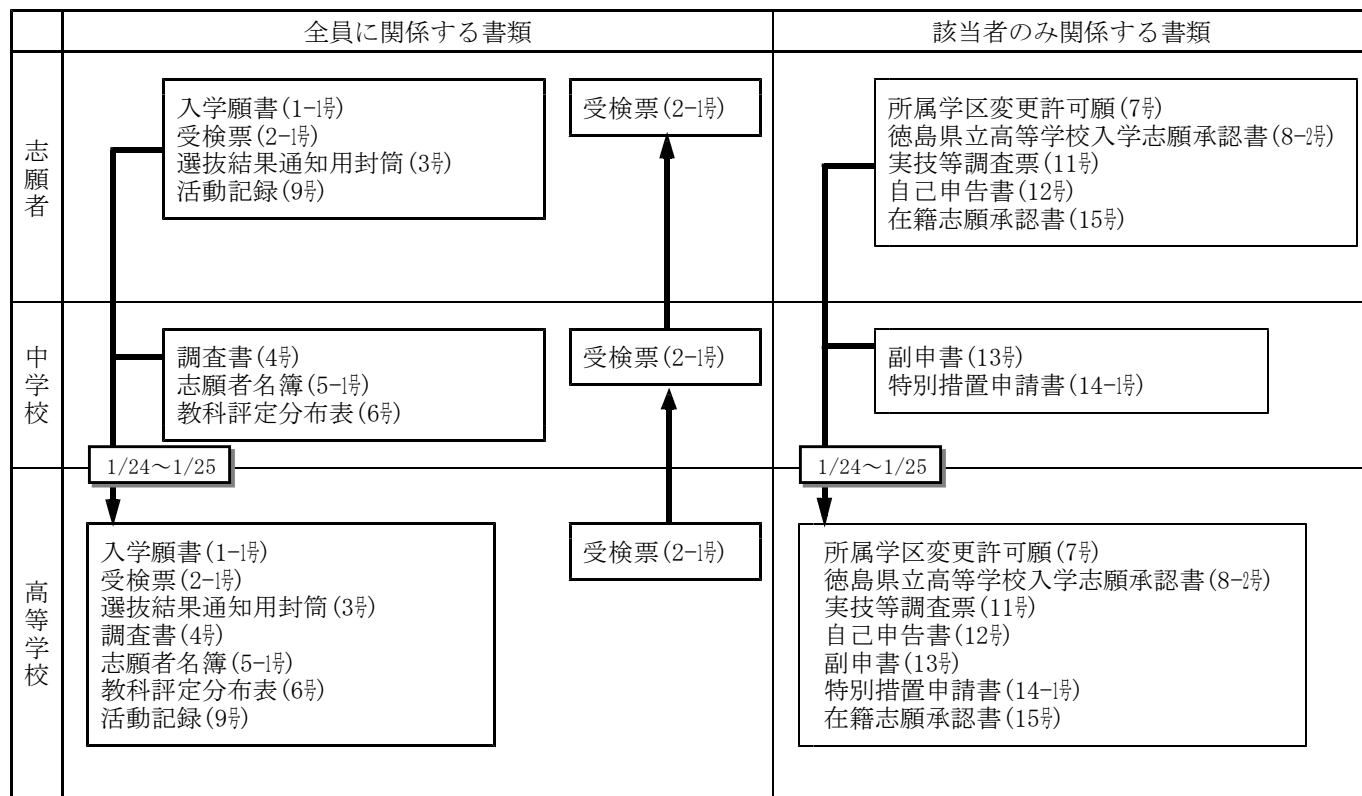 全員に関係する書類
該当者のみ関係する書類
志願者
入学願書(1-1号)
受検票(2-1号)
選抜結果通知用封筒(3号)
活動記録(9号)
受検票(2-1号)
所属学区変更許可願(7号)
徳島県立高等学校入学志願承認書(8-2号)
実技等調査票(11号)
自己申告書(12号)
在籍志願承認書(15号)
中学校
調査書(4号)
志願者名簿(5-1号)
教科評定分布表(6号)
受検票(2-1号)
副申書(13号)
特別措置申請書(14-1号)
1/24~1/25
1/24~1/25
高等学校
入学願書(1-1号)
受検票(2-1号)
選抜結果通知用封筒(3号)
調査書(4号)
志願者名簿(5-1号)
教科評定分布表(6号)
活動記録(9号)
受検票(2-1号)
所属学区変更許可願(7号)
徳島県立高等学校入学志願承認書(8-2号)
実技等調査票(11号)
自己申告書(12号)
副申書(13号)
特別措置申請書(14-1号)
在籍志願承認書(15号)